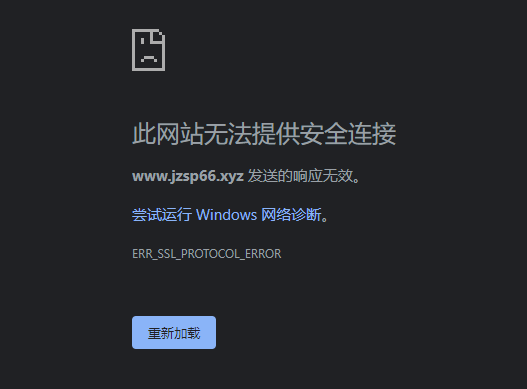 此网站无法提供安全连接
www.jzsp66.xyz 发送的响应无效。
尝试运行 Windows 网络诊断。
ERR_SSL_PROTOCOL_ERROR
重新加载